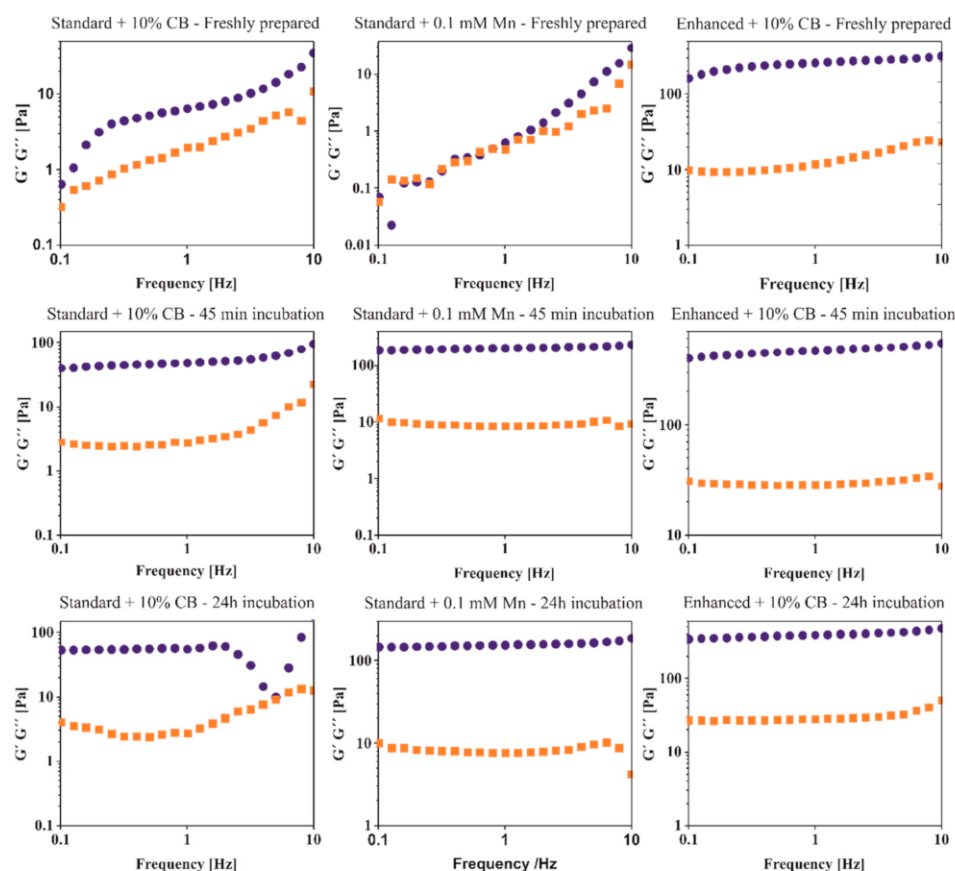 Standard + 10% CB - Freshly prepared
G′ G′′ [Pa]
10
1
0.1
0.1
1
10
Frequency [Hz]
Standard + 0.1 mM Mn - Freshly prepared
G′ G′′ [Pa]
10
1
0.1
0.01
0.1
1
10
Frequency [Hz]
Enhanced + 10% CB - Freshly prepared
G′ G′′ [Pa]
100
10
1
0.1
1
10
Frequency [Hz]
Standard + 10% CB - 45 min incubation
G′ G′′ [Pa]
100
10
1
0.1
0.1
1
10
Frequency [Hz]
Standard + 0.1 mM Mn - 45 min incubation
G′ G′′ [Pa]
100
10
1
0.1
0.1
1
10
Frequency [Hz]
Enhanced + 10% CB - 45 min incubation
G′ G′′ [Pa]
100
10
0.1
1
10
Frequency [Hz]
Standard + 10% CB - 24h incubation
G′ G′′ [Pa]
100
10
1
0.1
0.1
1
10
Frequency [Hz]
Standard + 0.1 mM Mn - 24h incubation
G′ G′′ [Pa]
100
10
1
0.1
1
10
Frequency /Hz
Enhanced + 10% CB - 24h incubation
G′ G′′ [Pa]
100
10
1
0.1
1
10
Frequency [Hz]